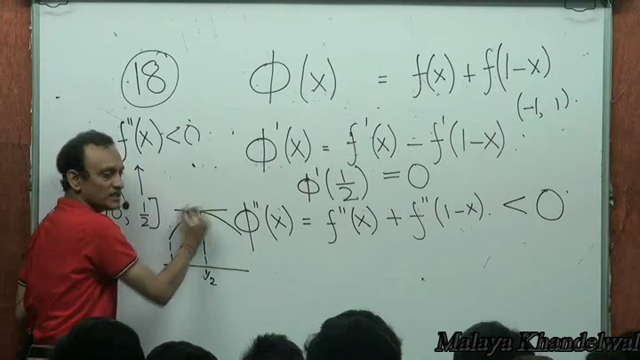 18
ϕ(x) = f(x) + f(1-x)
(-1, 1).
f''(x) < 0
ϕ'(x) = f'(x) - f'(1-x).
ϕ'(1/2) = 0
, 1/2]
ϕ''(x) = f''(x) + f''(1-x). < 0
1/2
Malaya Khandelwal